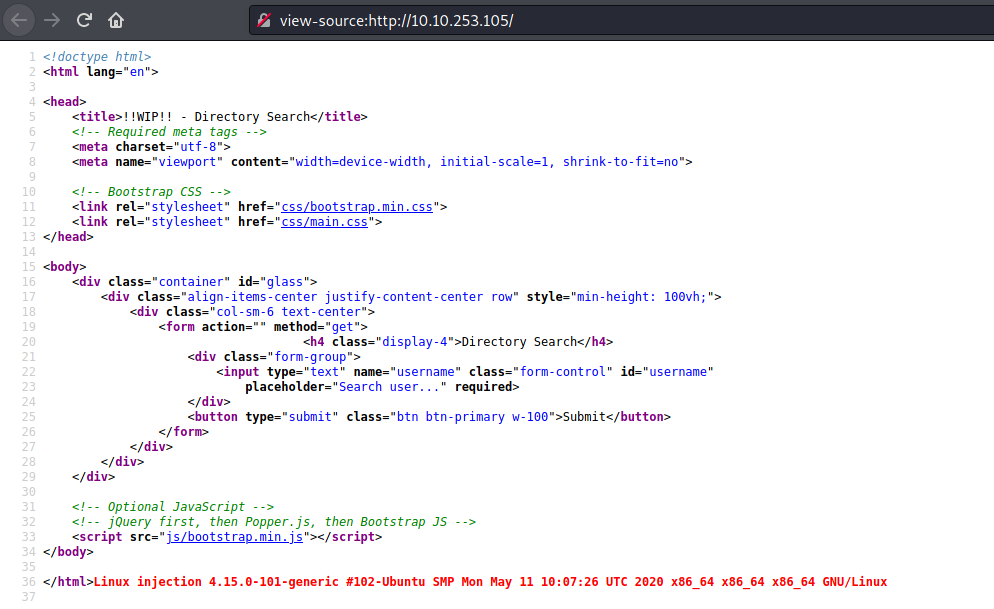 view-source:http://10.10.253.105/
1 <!doctype html>
2 <html lang="en">
3
4 <head>
5     <title>!!WIP!! - Directory Search</title>
6     <!-- Required meta tags -->
7     <meta charset="utf-8">
8     <meta name="viewport" content="width=device-width, initial-scale=1, shrink-to-fit=no">
9
10     <!-- Bootstrap CSS -->
11     <link rel="stylesheet" href="css/bootstrap.min.css">
12     <link rel="stylesheet" href="css/main.css">
13 </head>
14
15 <body>
16     <div class="container" id="glass">
17         <div class="align-items-center justify-content-center row" style="min-height: 100vh;">
18             <div class="col-sm-6 text-center">
19                 <form action="" method="get">
20                                     <h4 class="display-4">Directory Search</h4>
21                     <div class="form-group">
22                         <input type="text" name="username" class="form-control" id="username"
23                             placeholder="Search user..." required>
24                     </div>
25                     <button type="submit" class="btn btn-primary w-100">Submit</button>
26                 </form>
27             </div>
28         </div>
29     </div>
30
31     <!-- Optional JavaScript -->
32     <!-- jQuery first, then Popper.js, then Bootstrap JS -->
33     <script src="js/bootstrap.min.js"></script>
34 </body>
35
36 </html>Linux injection 4.15.0-101-generic #102-Ubuntu SMP Mon May 11 10:07:26 UTC 2020 x86_64 x86_64 x86_64 GNU/Linux
37